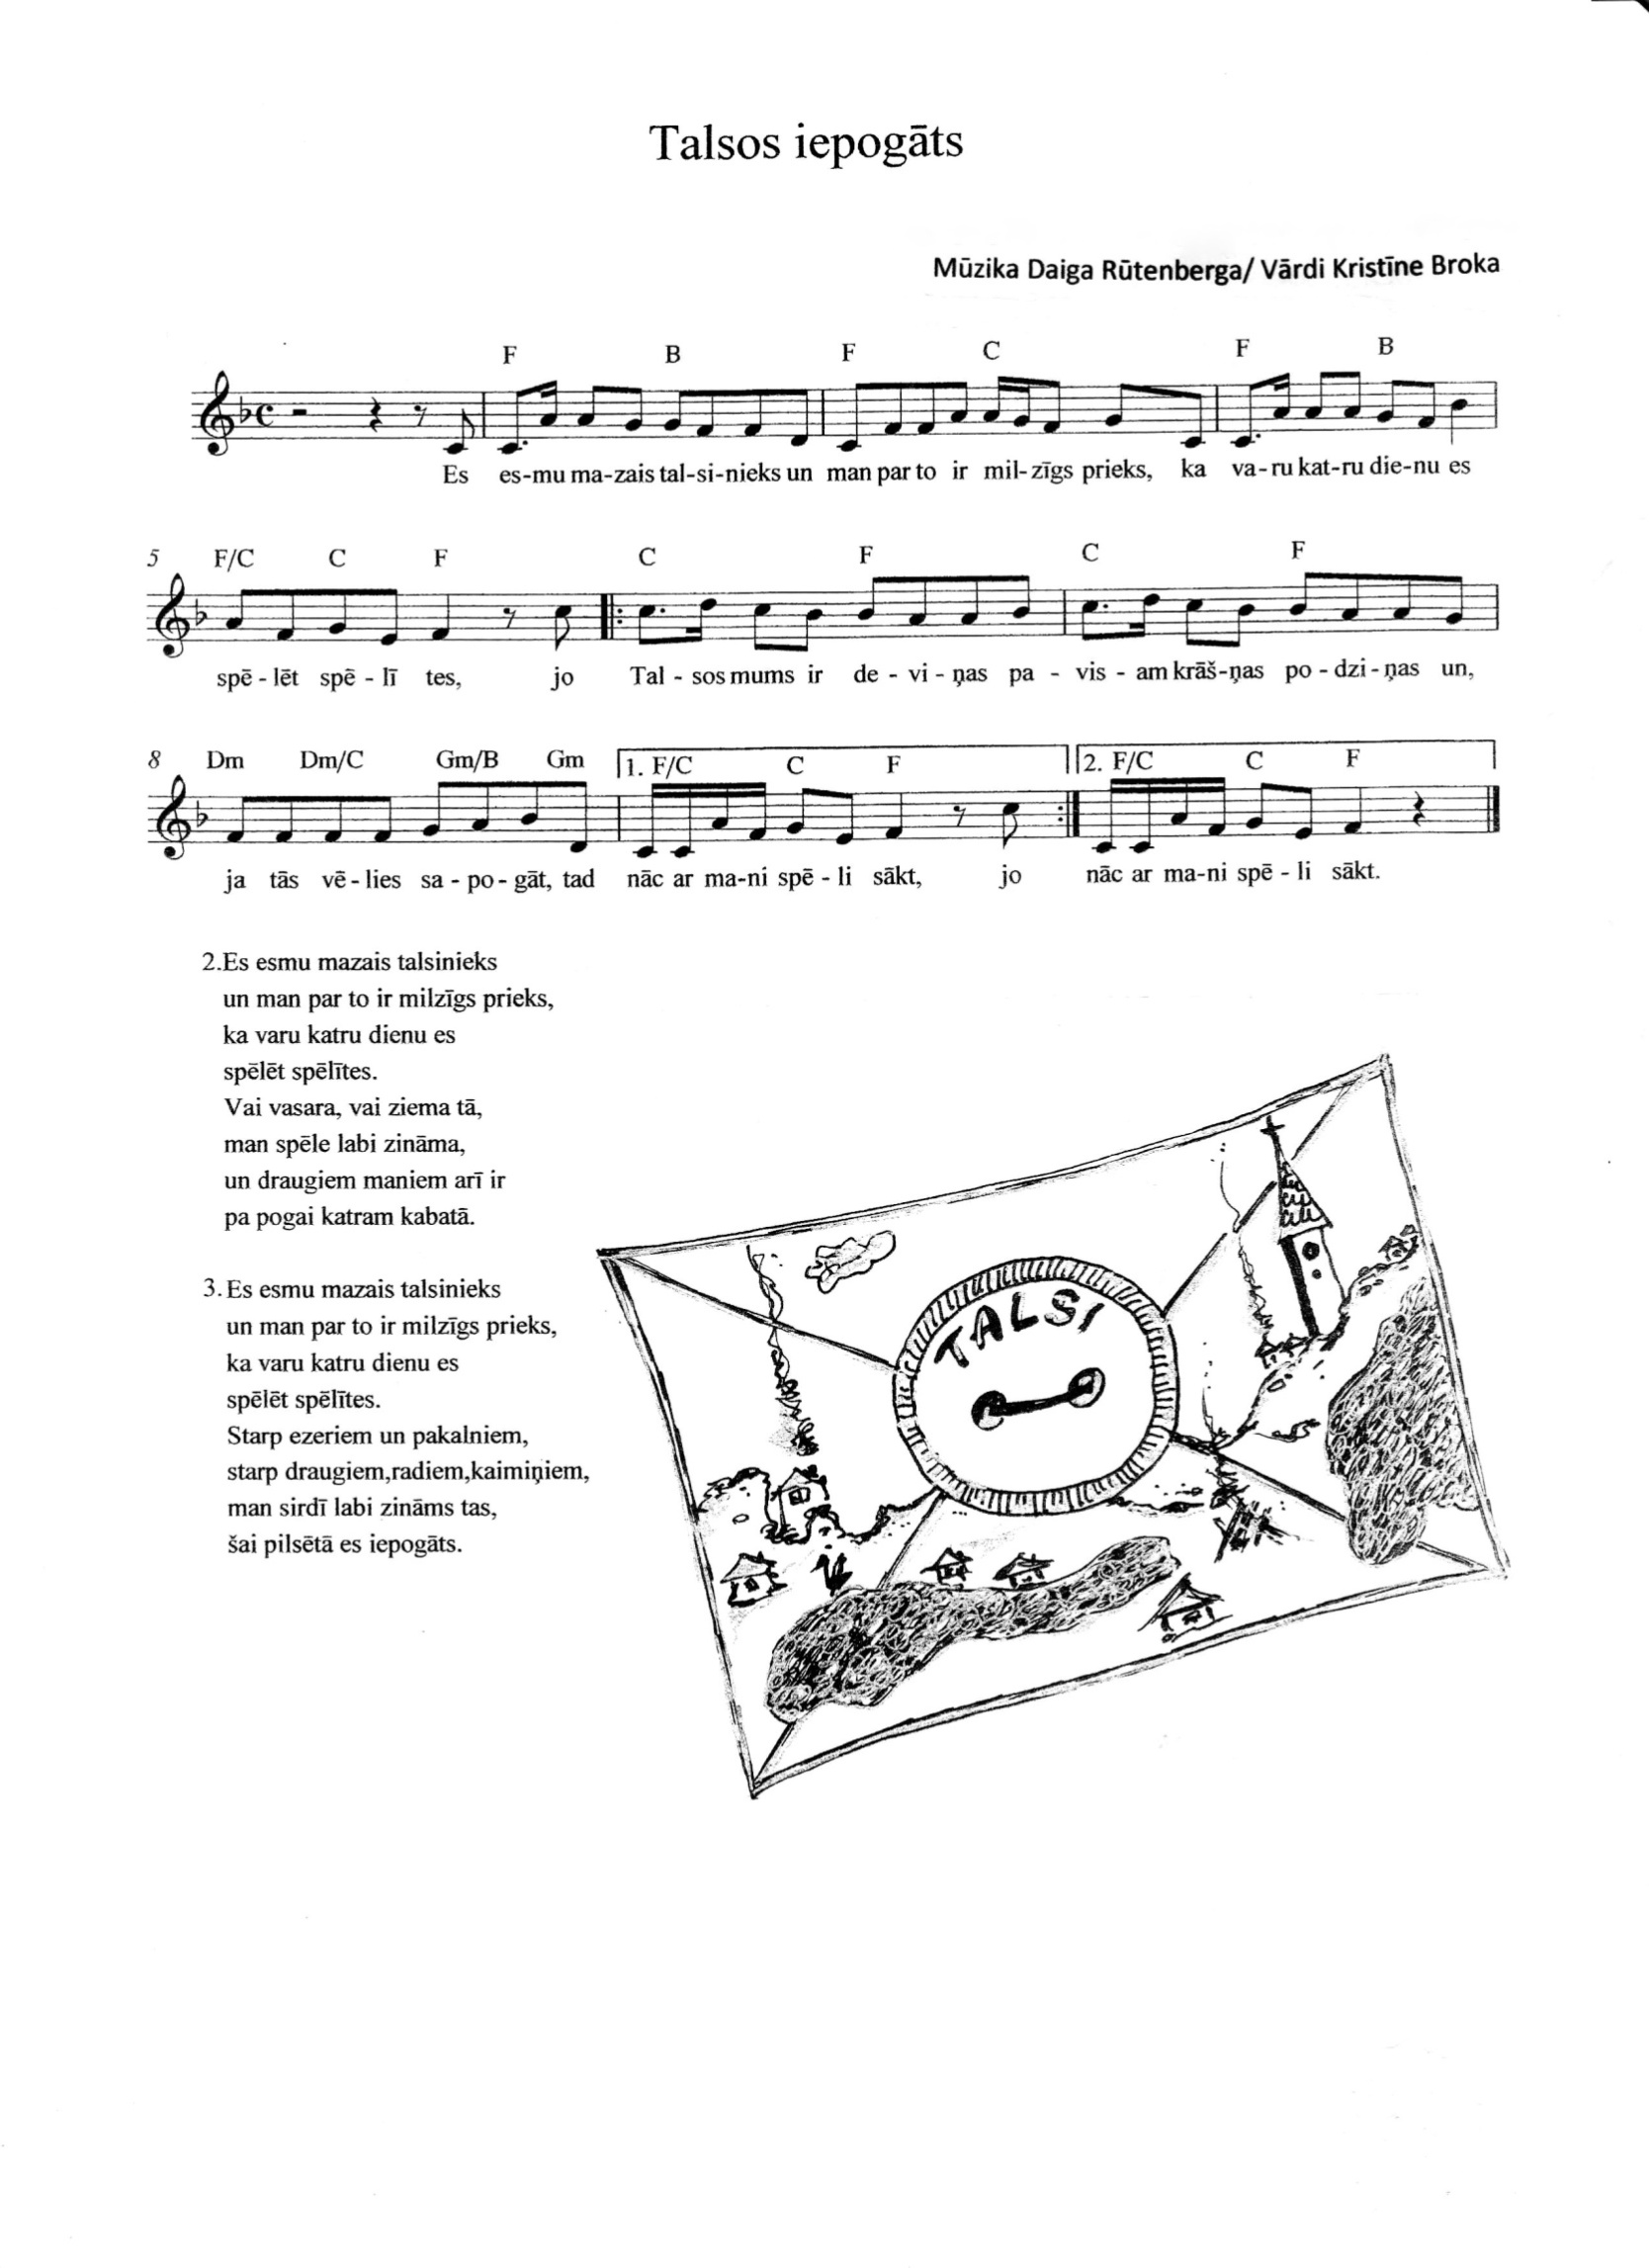 Talsos iepogāts
Mūzika Daiga Rūtenberga/ Vārdi Kristīne Broka
F B F C F B
Es es-mu ma-zais tal-si-nieks un man par to ir mil-zīgs prieks, ka va-ru kat-ru die-nu es
5 F/C C F C F C F
spē - lēt spē - lī tes, jo Tal - sos mums ir de - vi - ņas pa - vis - am krāš-ņas po - dzi - ņas un,
8 Dm Dm/C Gm/B Gm 1. F/C C F 2. F/C C F
ja tās vē - lies sa - po - gāt, tad nāc ar ma-ni spē - li sākt, jo nāc ar ma-ni spē - li sākt.
2.Es esmu mazais talsinieks
un man par to ir milzīgs prieks,
ka varu katru dienu es
spēlēt spēlītes.
Vai vasara, vai ziema tā,
man spēle labi zināma,
un draugiem maniem arī ir
pa pogai katram kabatā.
3. Es esmu mazais talsinieks
un man par to ir milzīgs prieks,
ka varu katru dienu es
spēlēt spēlītes.
Starp ezeriem un pakalniem,
starp draugiem,radiem,kaimiņiem,
man sirdī labi zināms tas,
šai pilsētā es iepogāts.
TALSI